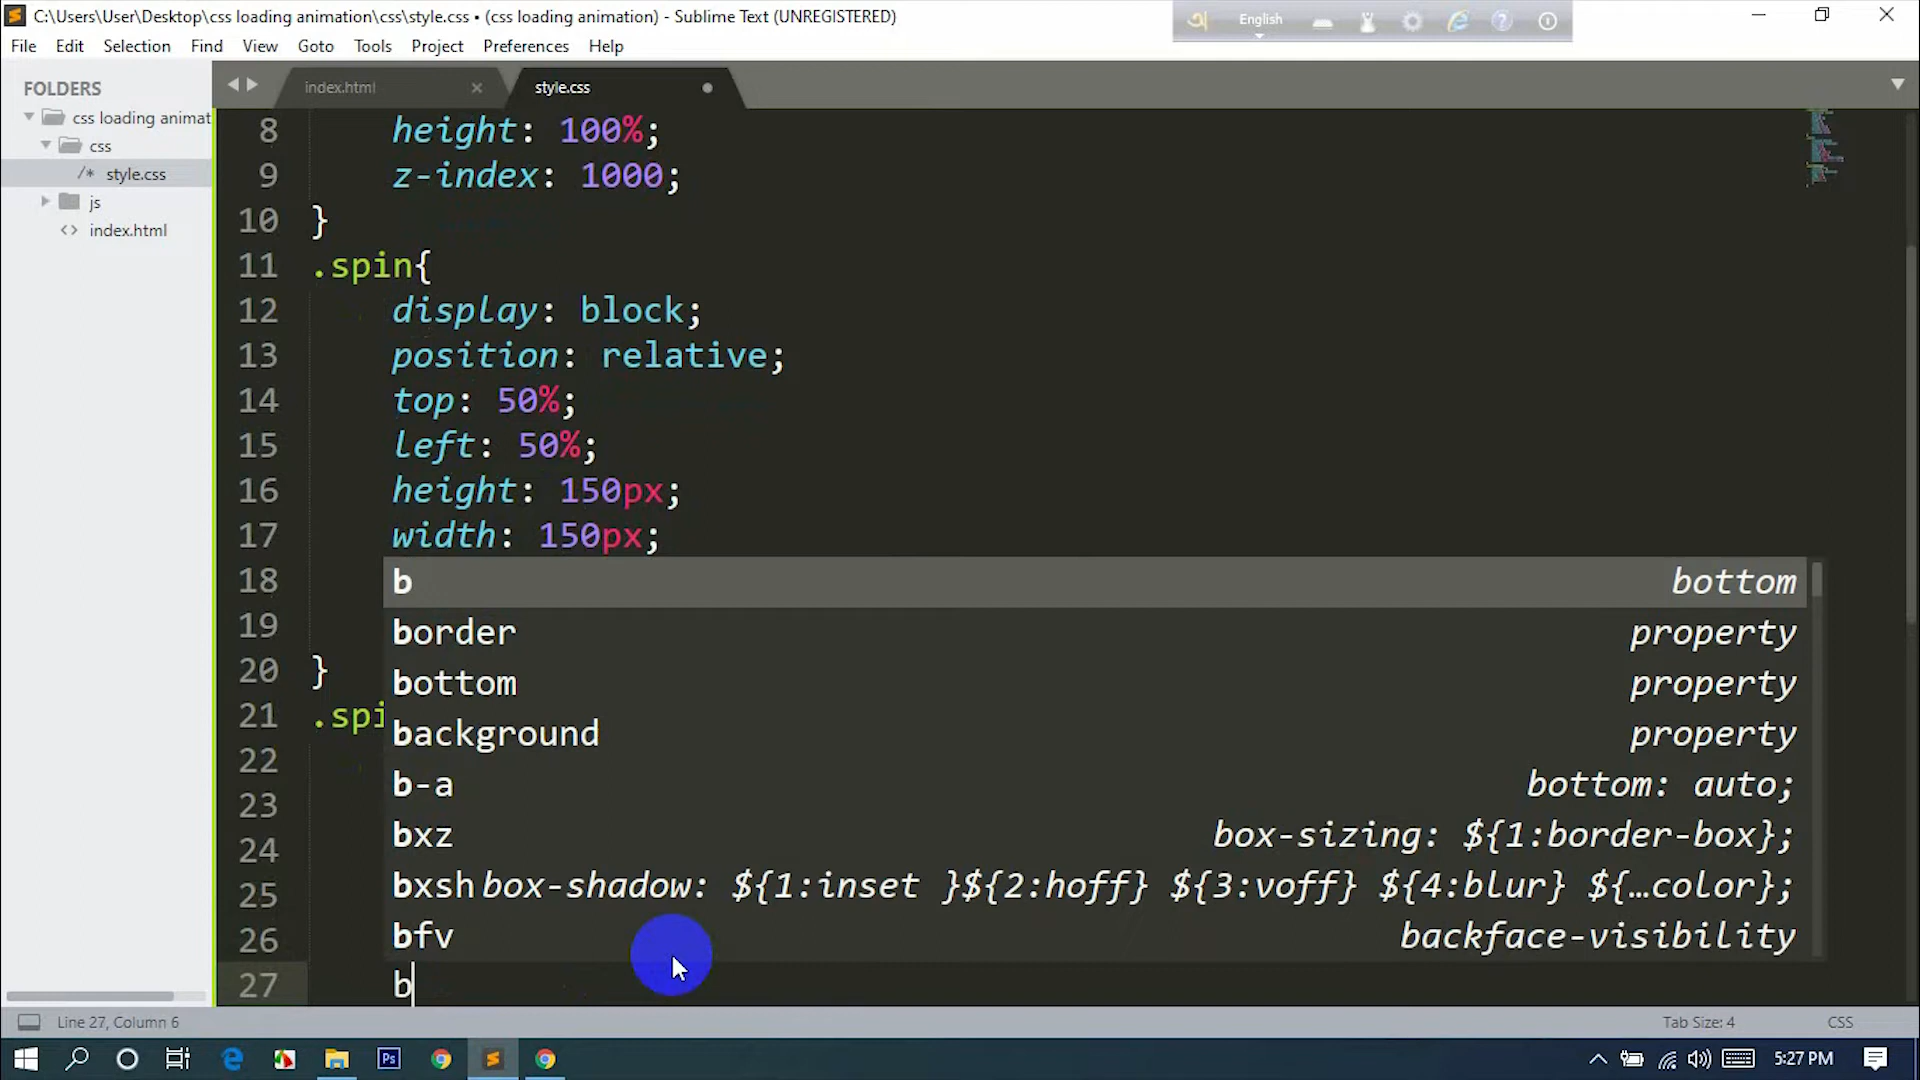 C:\Users\User\Desktop\css loading animation\css\style.css • (css loading animation) - Sublime Text (UNREGISTERED)
English
File Edit Selection Find View Goto Tools Project Preferences Help
FOLDERS
css loading animat
css
/* style.css
js
<> index.html
index.html ×
style.css
8 height: 100%;
9 z-index: 1000;
10 }
11 .spin{
12 display: block;
13 position: relative;
14 top: 50%;
15 left: 50%;
16 height: 150px;
17 width: 150px;
18
19
20 }
21 .spi
22
23
24
25
26
27 b
b bottom
border property
bottom property
background property
b-a bottom: auto;
bxz box-sizing: ${1:border-box};
bxsh box-shadow: ${1:inset }${2:hoff} ${3:voff} ${4:blur} ${…color};
bfv backface-visibility
Line 27, Column 6
Tab Size: 4
CSS
Ps
5:27 PM